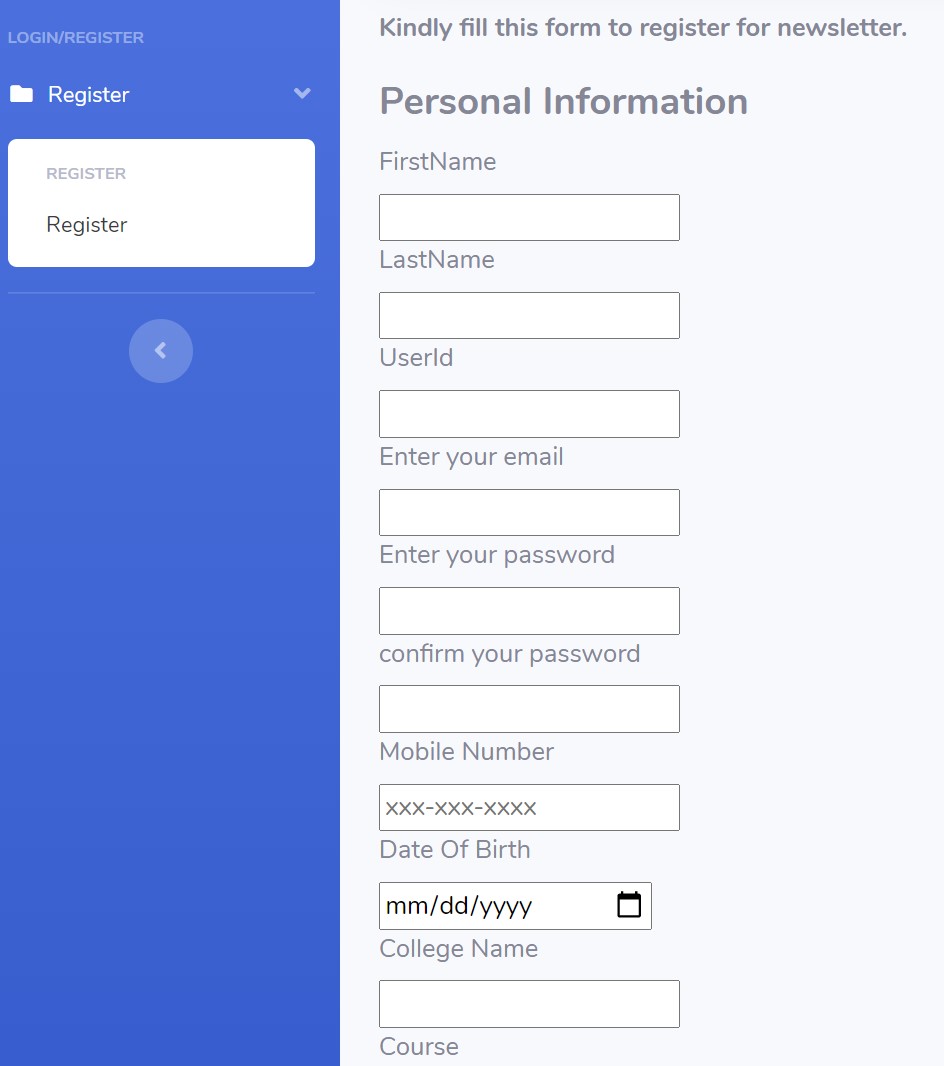 LOGIN/REGISTER
Register
REGISTER
Register
Kindly fill this form to register for newsletter.
Personal Information
FirstName
LastName
UserId
Enter your email
Enter your password
confirm your password
Mobile Number
xxx-xxx-xxxx
Date Of Birth
mm/dd/yyyy
College Name
Course